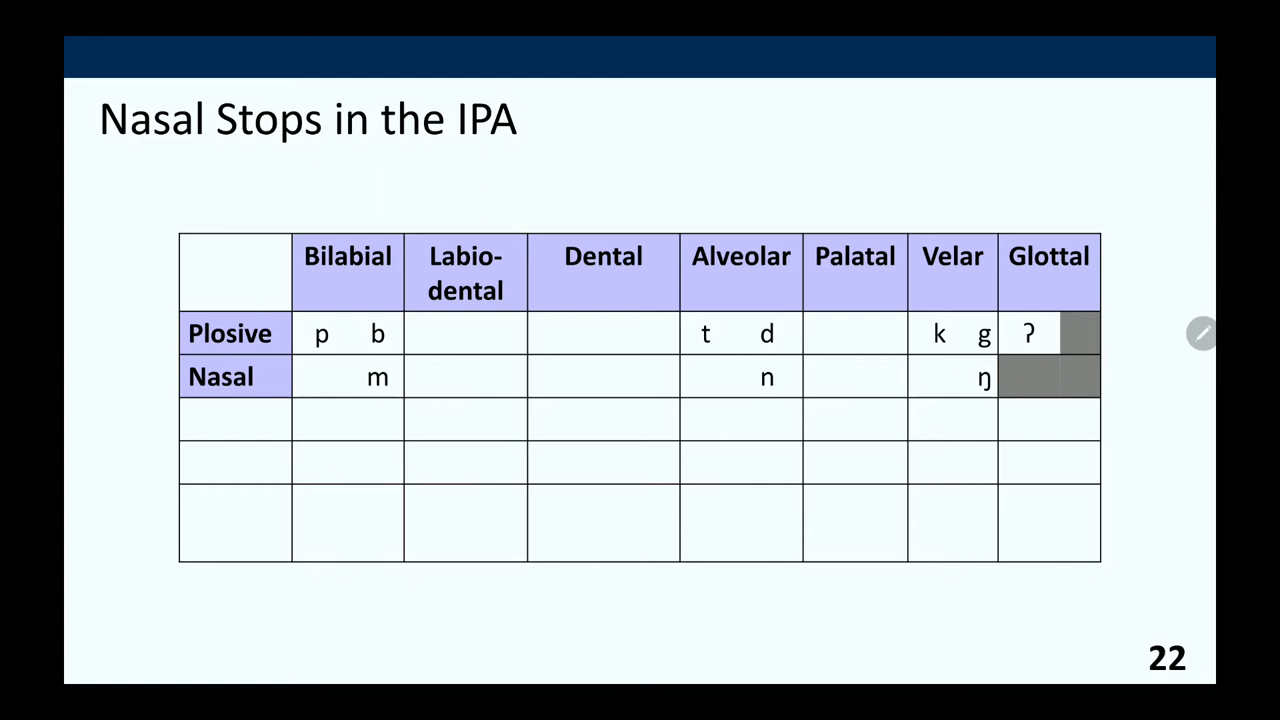 Nasal Stops in the IPA
Bilabial Labio- Dental Alveolar Palatal Velar Glottal
dental
Plosive p b t d k g ʔ
Nasal m n ŋ
22